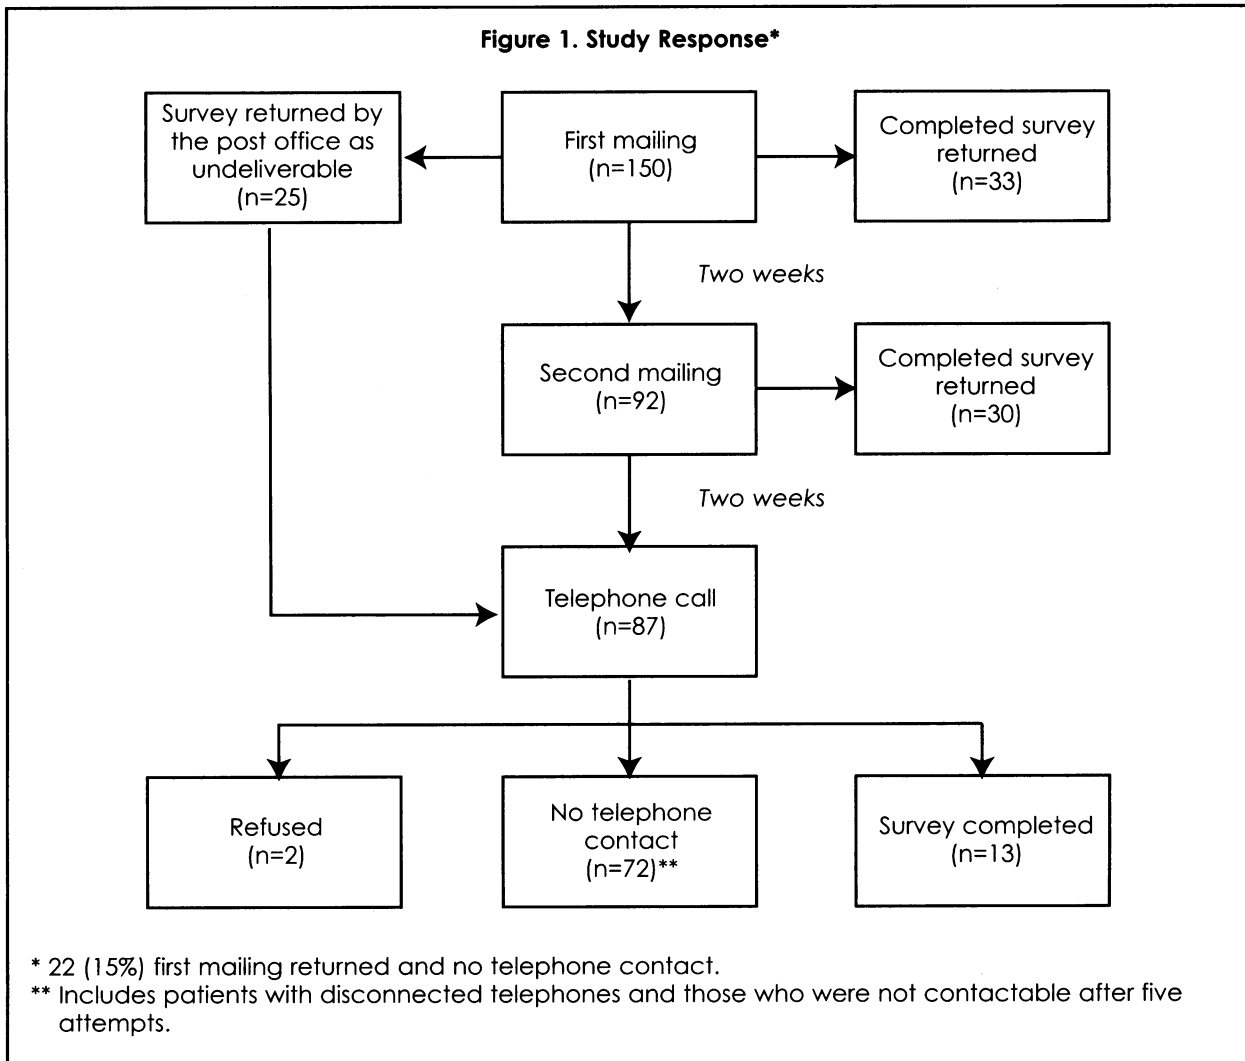 Figure 1. Study Response*
Survey returned by
the post office as
undeliverable
(n=25)
First mailing
(n=150)
Completed survey
returned
(n=33)
Two weeks
Second mailing
(n=92)
Completed survey
returned
(n=30)
Two weeks
Telephone call
(n=87)
Refused
(n=2)
No telephone
contact
(n=72)**
Survey completed
(n=13)
* 22 (15%) first mailing returned and no telephone contact.
** Includes patients with disconnected telephones and those who were not contactable after five
attempts.